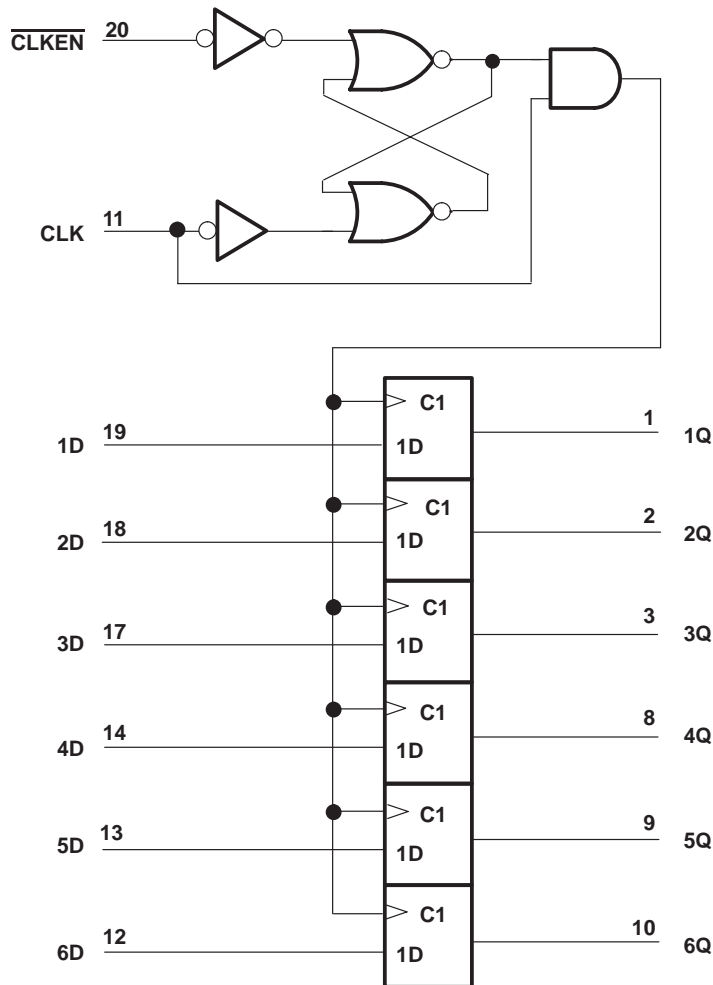 CLKEN 20
CLK 11
C1
1D 19 1D 1 1Q
C1
2D 18 1D 2 2Q
C1
3D 17 1D 3 3Q
C1
4D 14 1D 8 4Q
C1
5D 13 1D 9 5Q
C1
6D 12 1D 10 6Q